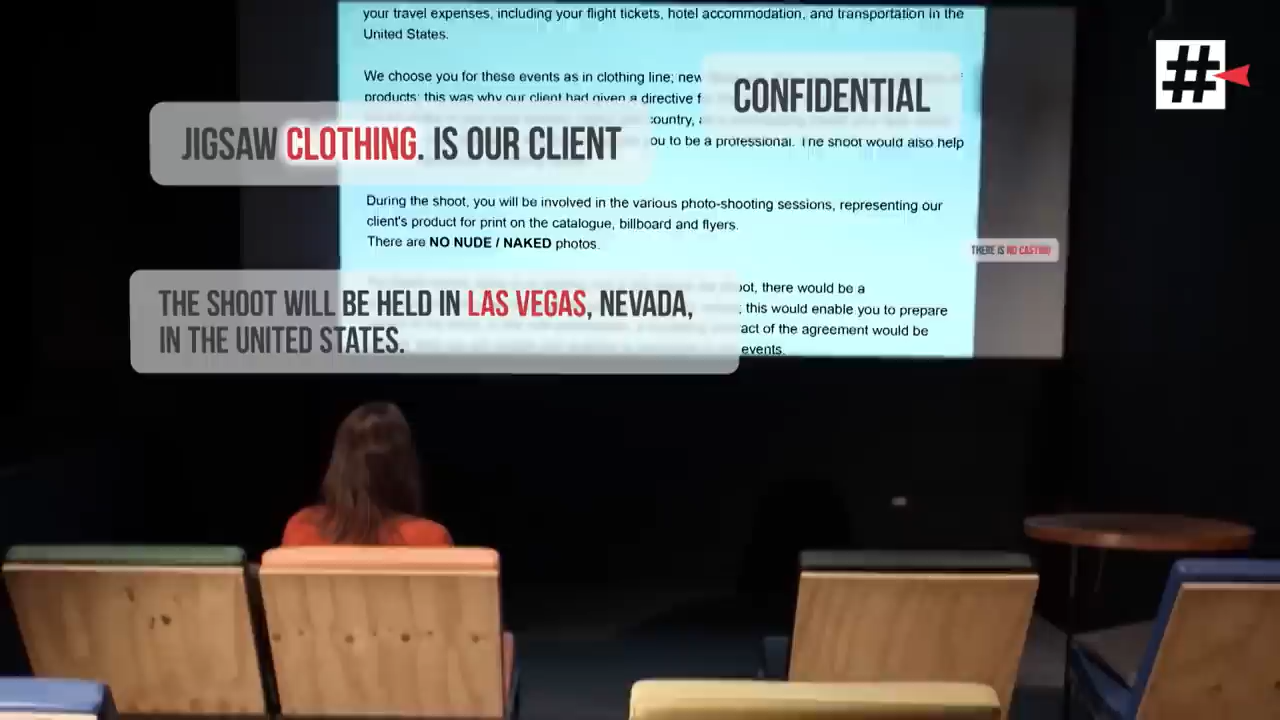 your travel expenses, including your flight tickets, hotel accommodation, and transportation in the
United States.
We choose you for these events as in clothing line; new
products; this was why our client had given a directive
country,
you to be a professional. The shoot would also help
CONFIDENTIAL
JIGSAW CLOTHING. IS OUR CLIENT
During the shoot, you will be involved in the various photo-shooting sessions, representing our
client's product for print on the catalogue, billboard and flyers.
There are NO NUDE / NAKED photos.
THERE IS NO CASTING
there would be a
; this would enable you to prepare
act of the agreement would be
events.
THE SHOOT WILL BE HELD IN LAS VEGAS, NEVADA,
IN THE UNITED STATES.
#